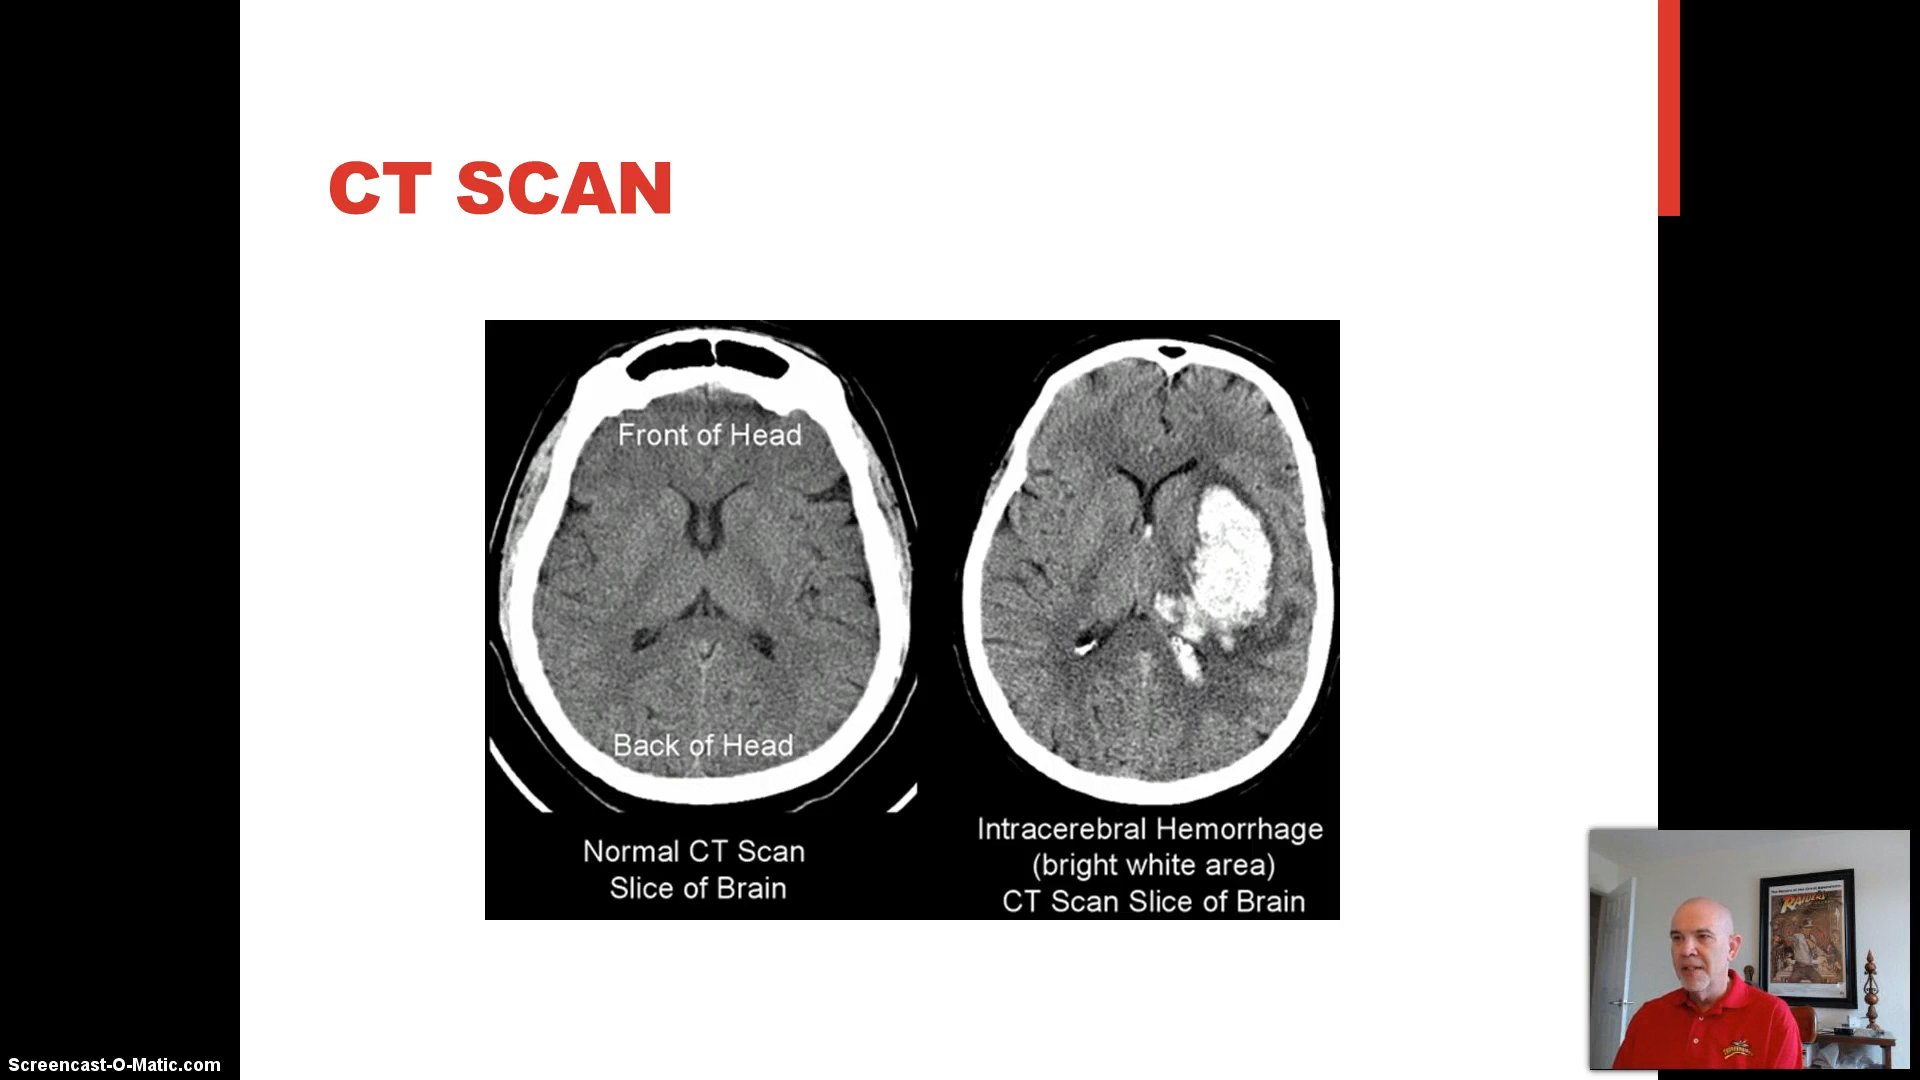 CT SCAN
Front of Head
Back of Head
Normal CT Scan
Slice of Brain
Intracerebral Hemorrhage
(bright white area)
CT Scan Slice of Brain
RAIDERS
Screencast-O-Matic.com